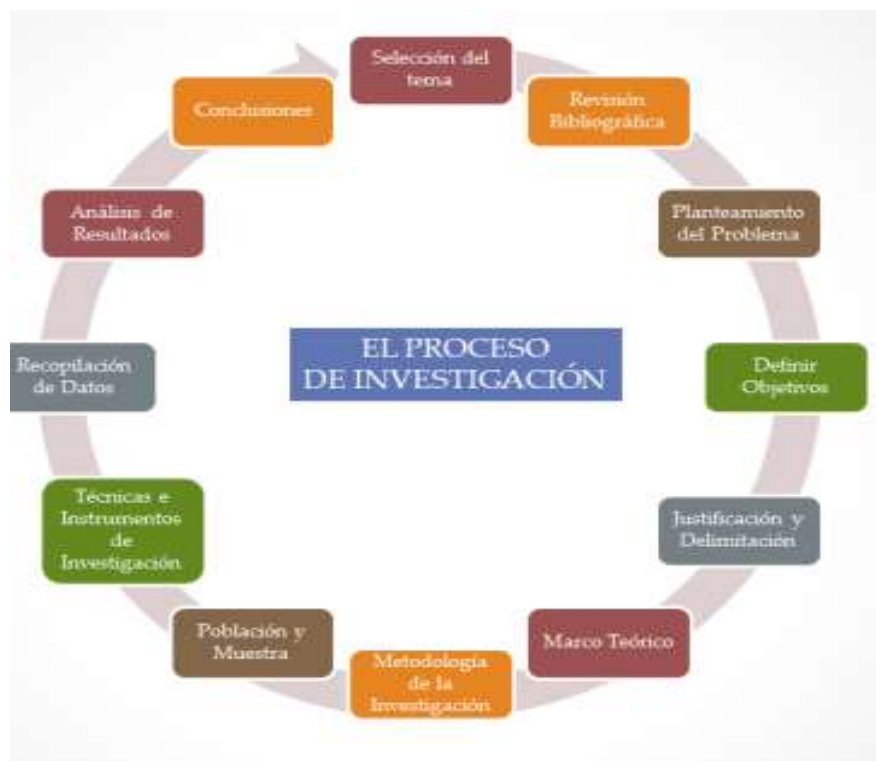 Selección del
tema
Revisión
Bibliográfica
Planteamiento
del Problema
Definir
Objetivos
Justificación y
Delimitación
Marco Teórico
Metodología
de la
Investigación
Población y
Muestra
Técnicas e
Instrumentos
de
Investigación
Recopilación
de Datos
Análisis de
Resultados
Conclusiones
EL PROCESO
DE INVESTIGACIÓN